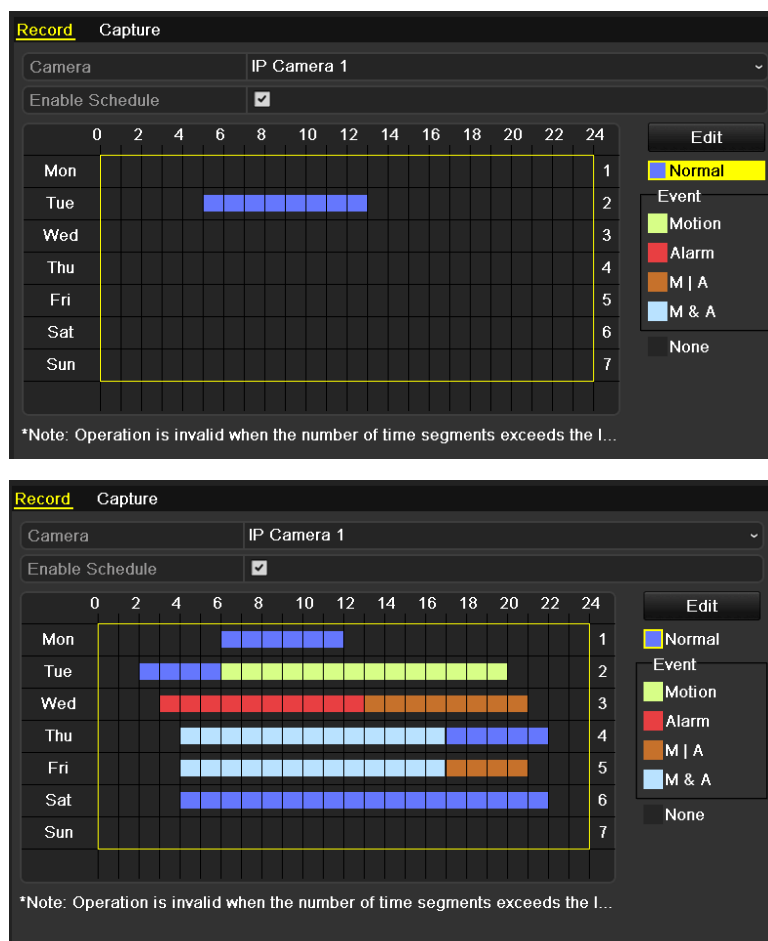 Record Capture
Camera IP Camera 1
Enable Schedule
0 2 4 6 8 10 12 14 16 18 20 22 24 Edit
Mon 1 Normal
Tue 2 Event
Wed 3 Motion
Thu 4 Alarm
Fri 5 M | A
Sat 6 M & A
Sun 7 None
*Note: Operation is invalid when the number of time segments exceeds the l...
Record Capture
Camera IP Camera 1
Enable Schedule
0 2 4 6 8 10 12 14 16 18 20 22 24 Edit
Mon 1 Normal
Tue 2 Event
Wed 3 Motion
Thu 4 Alarm
Fri 5 M | A
Sat 6 M & A
Sun 7 None
*Note: Operation is invalid when the number of time segments exceeds the l...